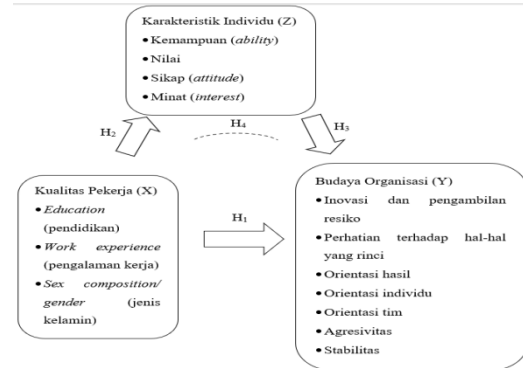 Karakteristik Individu (Z)
• Kemampuan (ability)
• Nilai
• Sikap (attitude)
• Minat (interest)
H2
H4
H3
Kualitas Pekerja (X)
• Education
(pendidikan)
• Work experience
(pengalaman kerja)
• Sex composition/
gender (jenis
kelamin)
H1
Budaya Organisasi (Y)
• Inovasi dan pengambilan
resiko
• Perhatian terhadap hal-hal
yang rinci
• Orientasi hasil
• Orientasi individu
• Orientasi tim
• Agresivitas
• Stabilitas